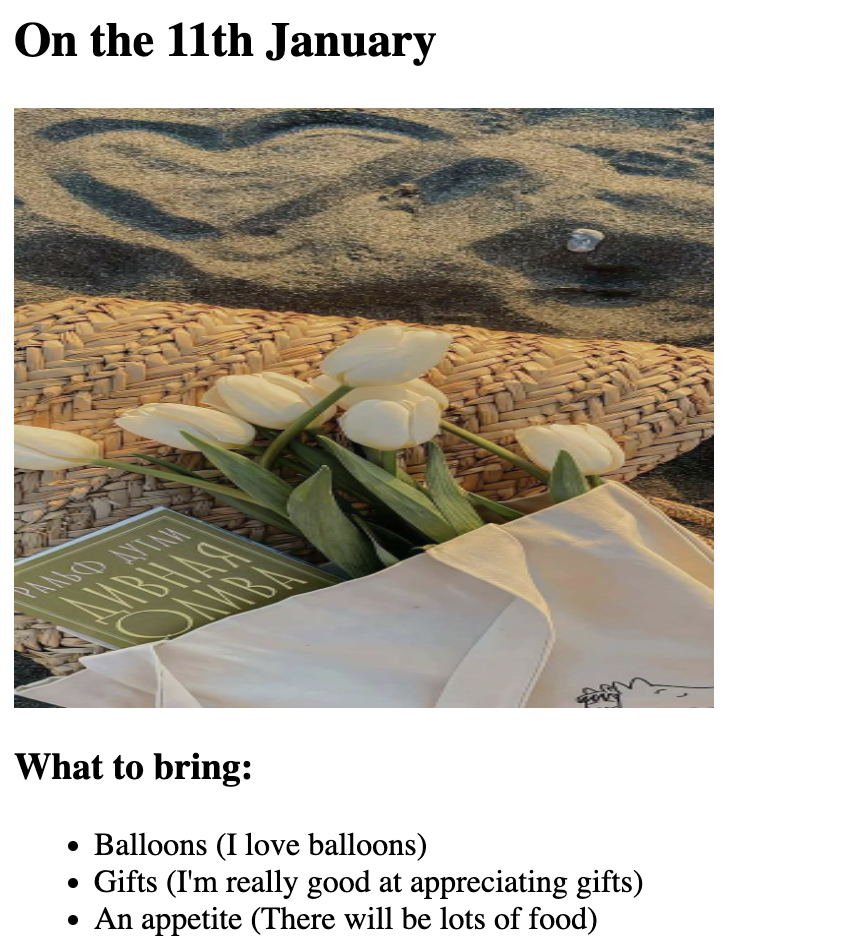 On the 11th January
РАЛЬФ ДУТЛИ
ДИВНАЯ
ОЛИВА
What to bring:
Balloons (I love balloons)
Gifts (I'm really good at appreciating gifts)
An appetite (There will be lots of food)